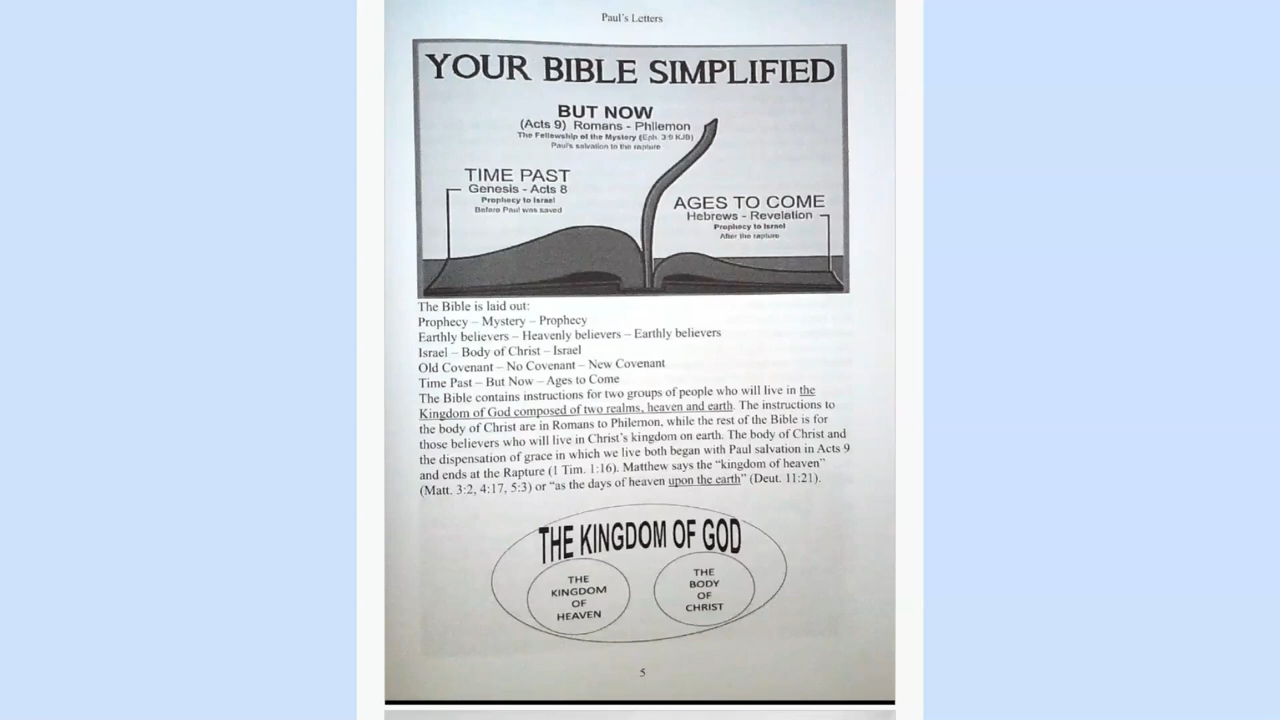 Paul's Letters
YOUR BIBLE SIMPLIFIED
BUT NOW
(Acts 9) Romans - Philemon
The Fellowship of the Mystery (Eph. 3:9 KJB)
Paul's salvation to the rapture
TIME PAST
Genesis - Acts 8
Prophecy to Israel
Before Paul was saved
AGES TO COME
Hebrews - Revelation
Prophecy to Israel
After the rapture
The Bible is laid out:
Prophecy – Mystery – Prophecy
Earthly believers – Heavenly believers – Earthly believers
Israel – Body of Christ – Israel
Old Covenant – No Covenant – New Covenant
Time Past – But Now – Ages to Come
The Bible contains instructions for two groups of people who will live in the
Kingdom of God composed of two realms, heaven and earth. The instructions to
the body of Christ are in Romans to Philemon, while the rest of the Bible is for
those believers who will live in Christ's kingdom on earth. The body of Christ and
the dispensation of grace in which we live both began with Paul salvation in Acts 9
and ends at the Rapture (1 Tim. 1:16). Matthew says the “kingdom of heaven”
(Matt. 3:2, 4:17, 5:3) or “as the days of heaven upon the earth” (Deut. 11:21).
THE KINGDOM OF GOD
THE
KINGDOM
OF
HEAVEN
THE
BODY
OF
CHRIST
5